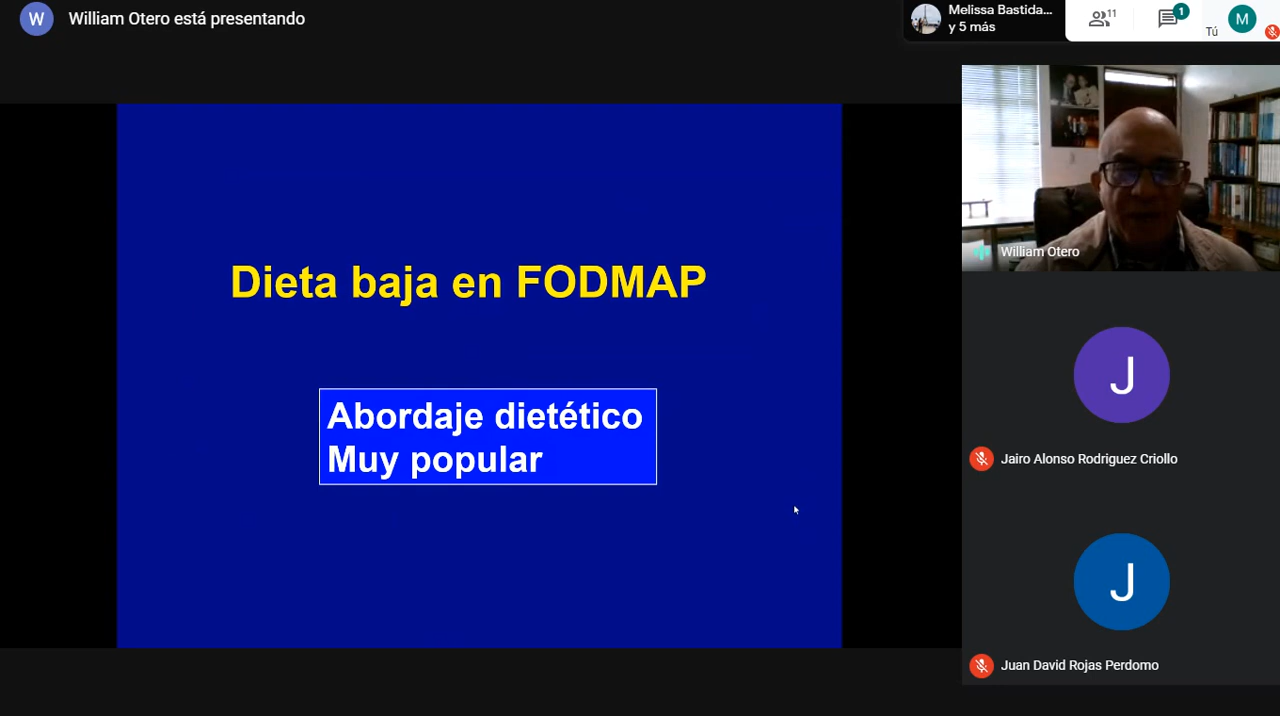 W
William Otero está presentando
Melissa Bastida...
y 5 más
11
1
Tú
M
Dieta baja en FODMAP
Abordaje dietético
Muy popular
William Otero
J
Jairo Alonso Rodriguez Criollo
J
Juan David Rojas Perdomo